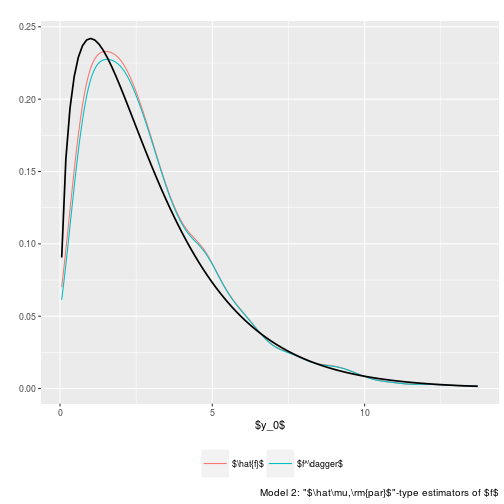 0.25
0.20
0.15
0.10
0.05
0.00
0 5 10
$y_0$
$\hat{f}$ $f^\dagger$
Model 2: "$\hat\mu,\rm{par}$"-type estimators of $f$